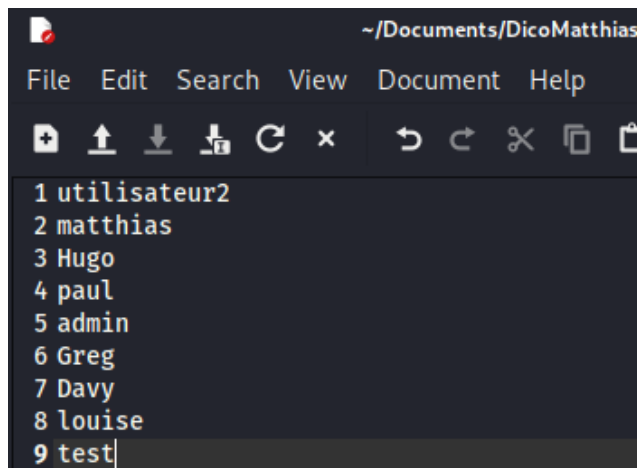 ~/Documents/DicoMatthias
File Edit Search View Document Help
1 utilisateur2
2 matthias
3 Hugo
4 paul
5 admin
6 Greg
7 Davy
8 louise
9 test